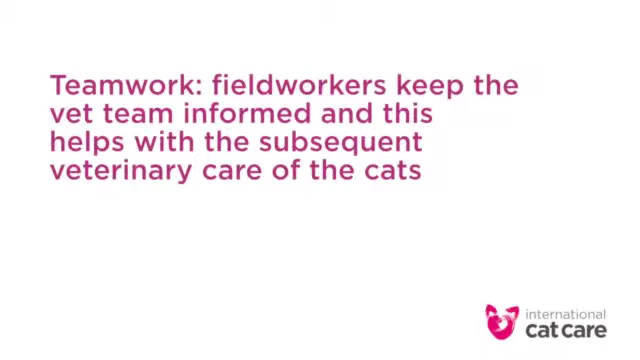 Teamwork: fieldworkers keep the
vet team informed and this
helps with the subsequent
veterinary care of the cats
international
cat care